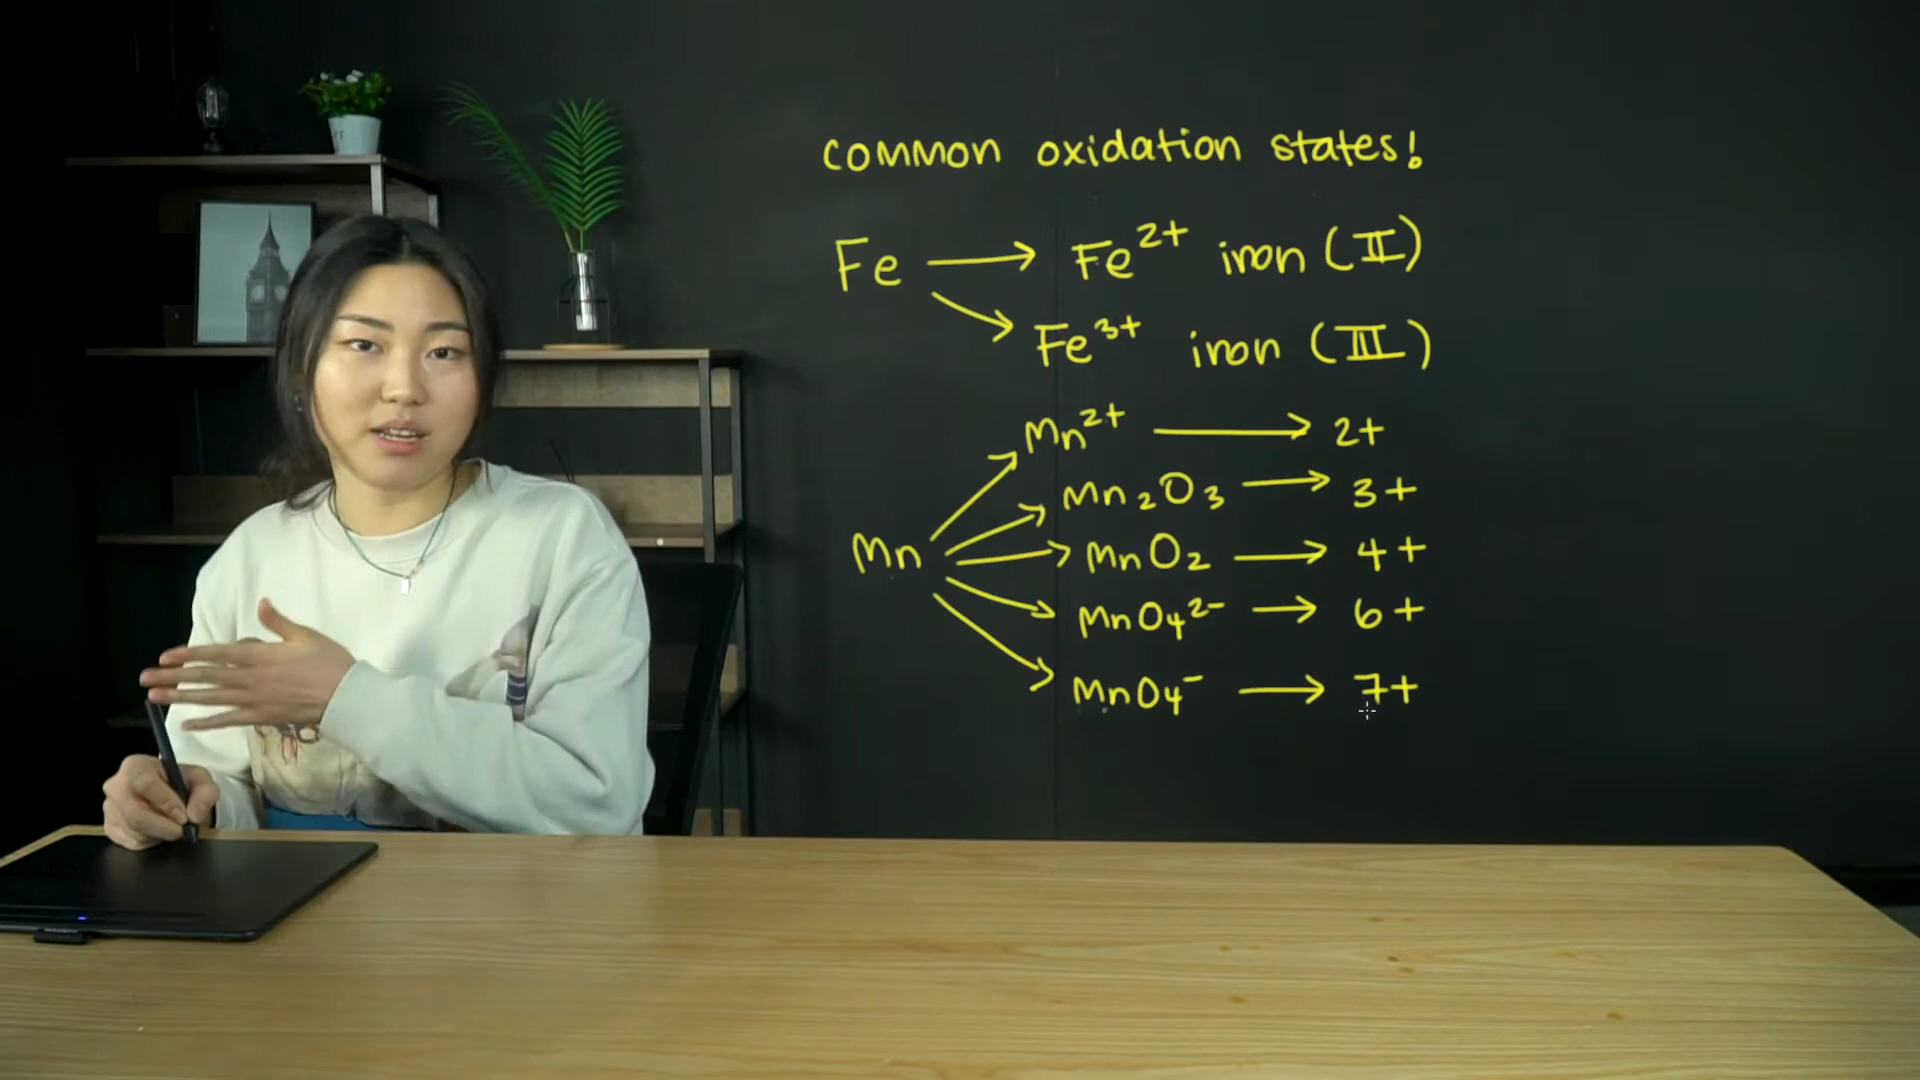 common oxidation states!
Fe → Fe²⁺ iron (II)
→ Fe³⁺ iron (III)
Mn → Mn²⁺ → 2+
→ Mn₂O₃ → 3+
→ MnO₂ → 4+
→ MnO₄²⁻ → 6+
→ MnO₄⁻ → 7+